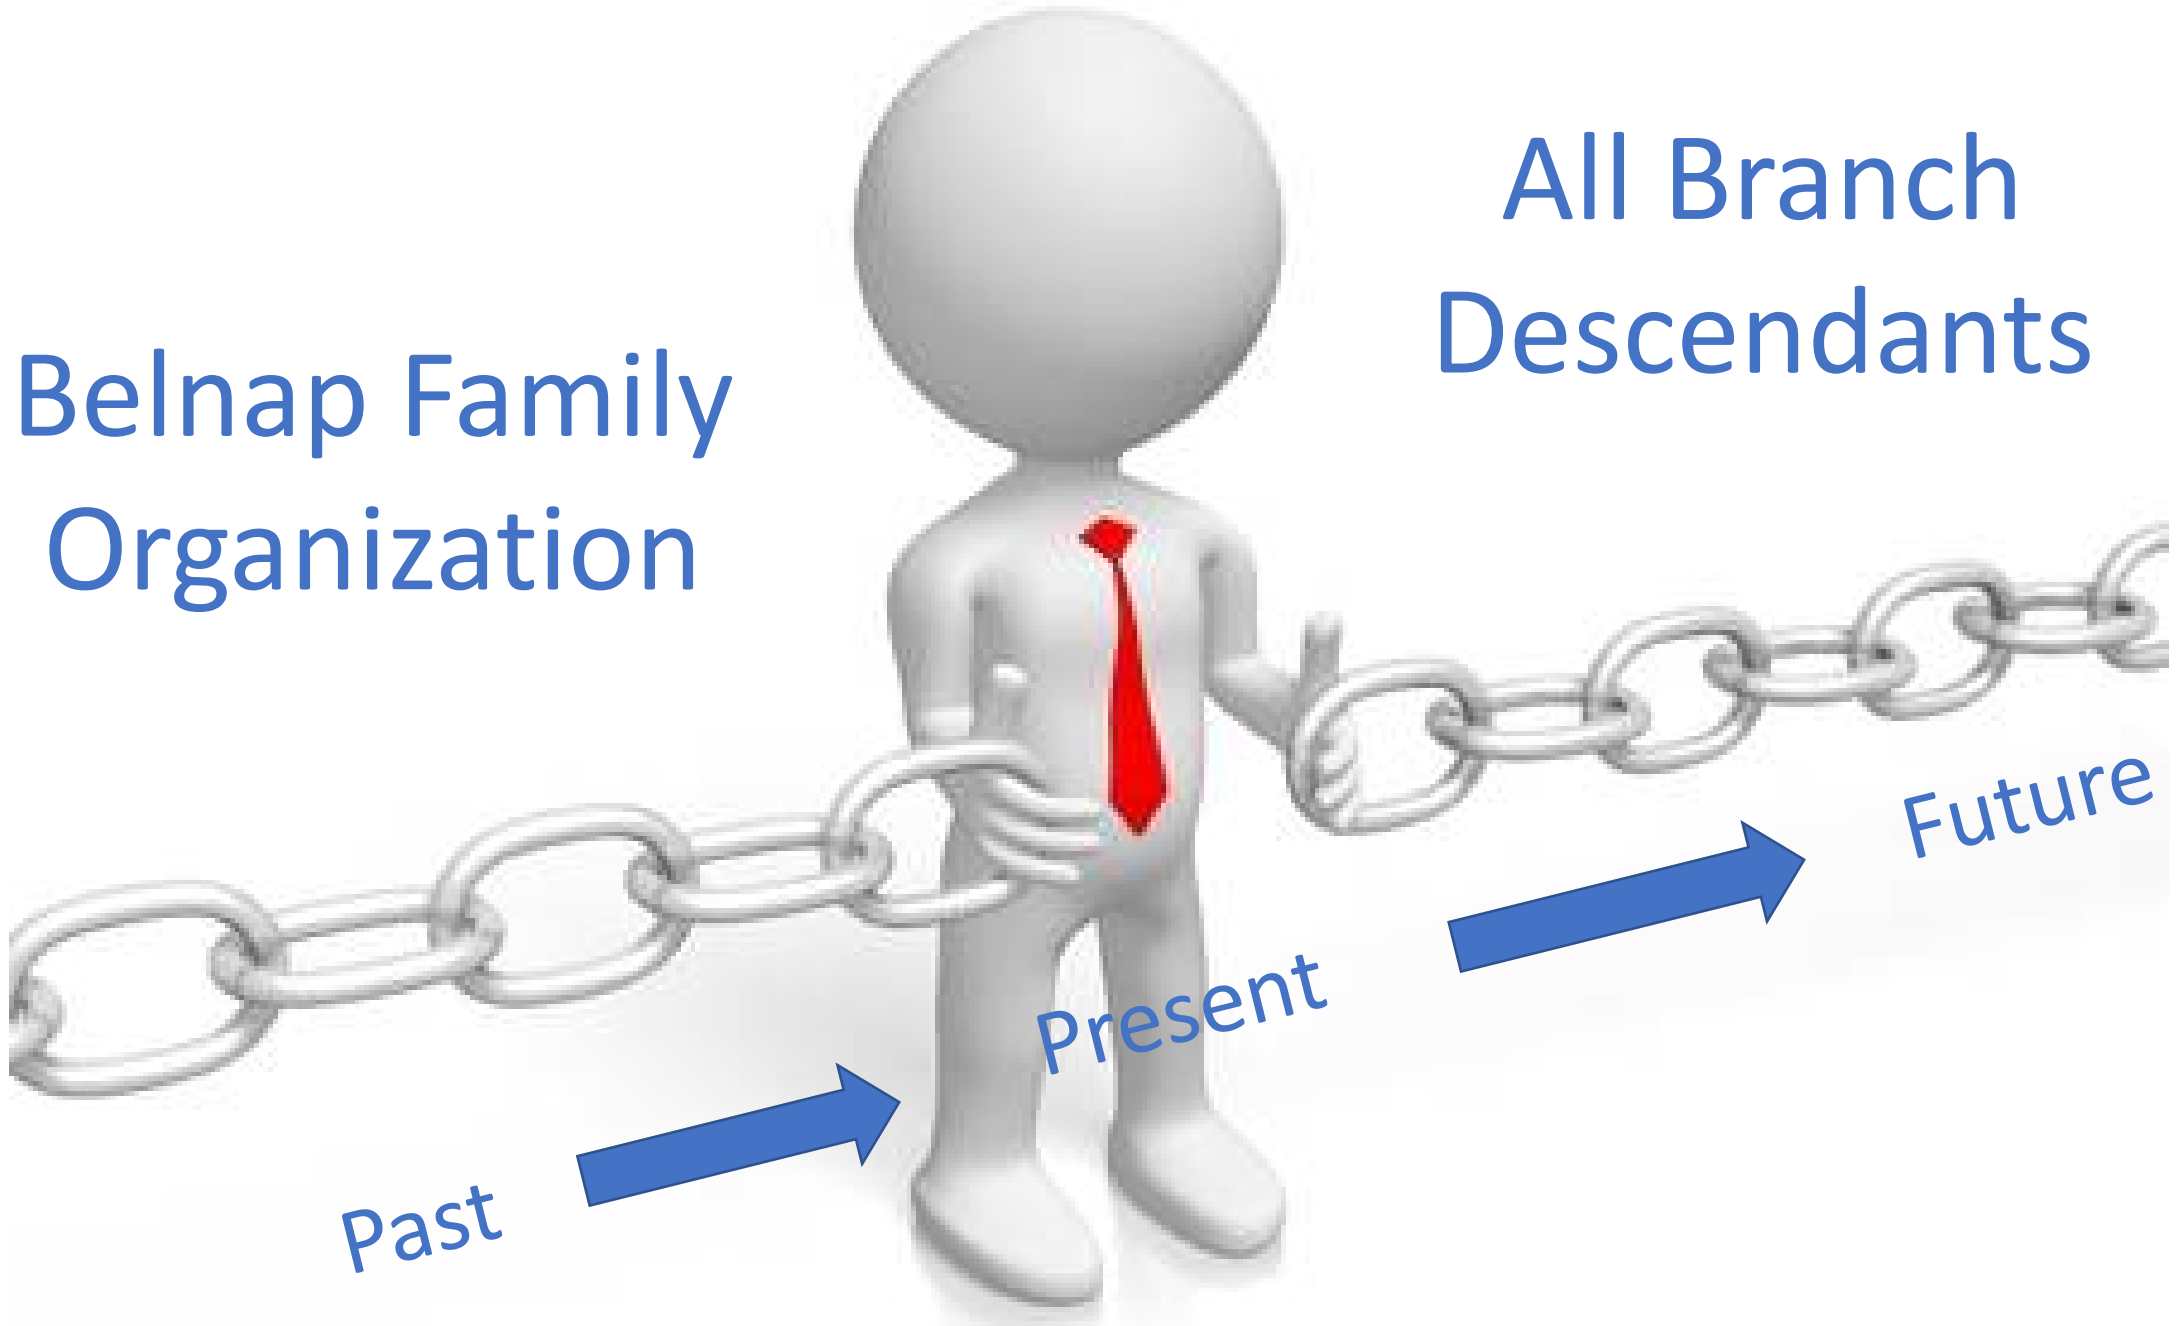 Belnap Family
Organization
All Branch
Descendants
Past
Present
Future